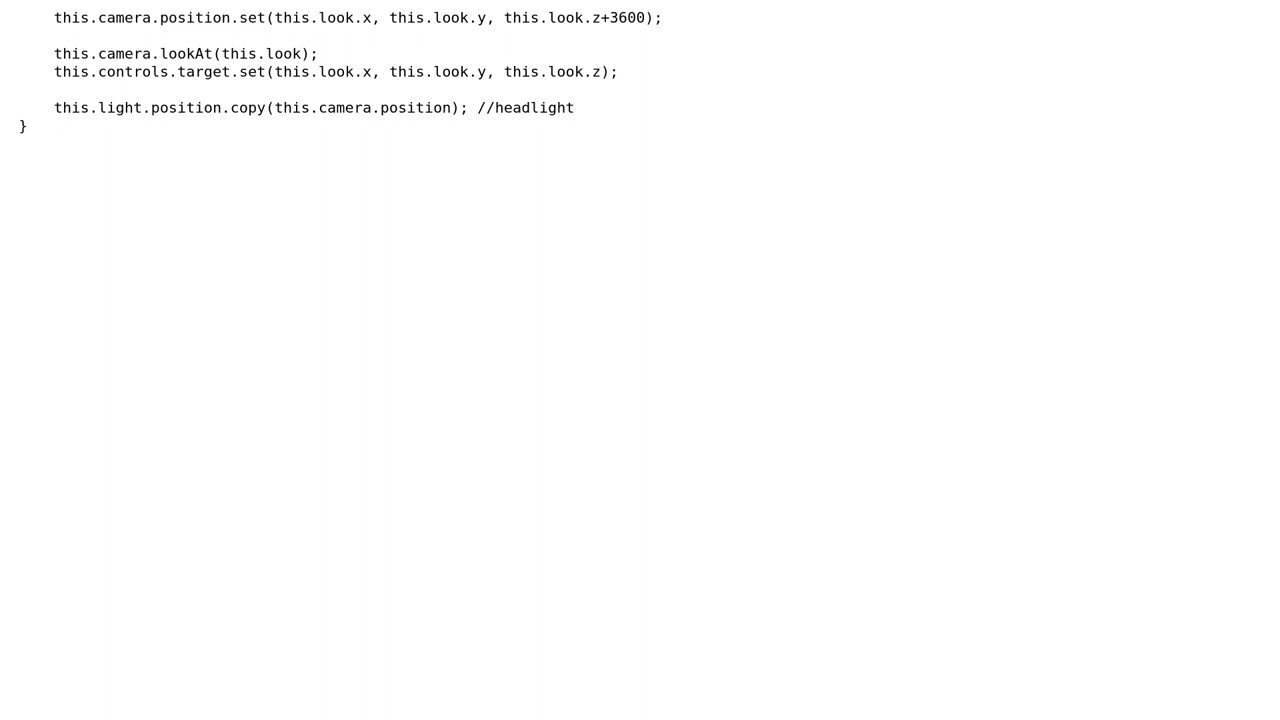 this.camera.position.set(this.look.x, this.look.y, this.look.z+3600);
this.camera.lookAt(this.look);
this.controls.target.set(this.look.x, this.look.y, this.look.z);
this.light.position.copy(this.camera.position); //headlight
}